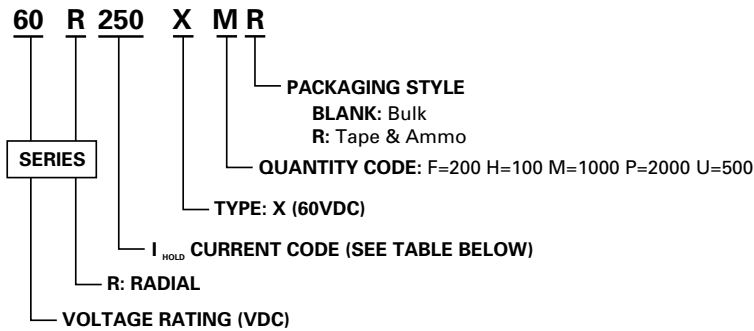 60 R 250 X M R
PACKAGING STYLE
BLANK: Bulk
R: Tape & Ammo
SERIES
QUANTITY CODE: F=200 H=100 M=1000 P=2000 U=500
TYPE: X (60VDC)
I HOLD CURRENT CODE (SEE TABLE BELOW)
R: RADIAL
VOLTAGE RATING (VDC)